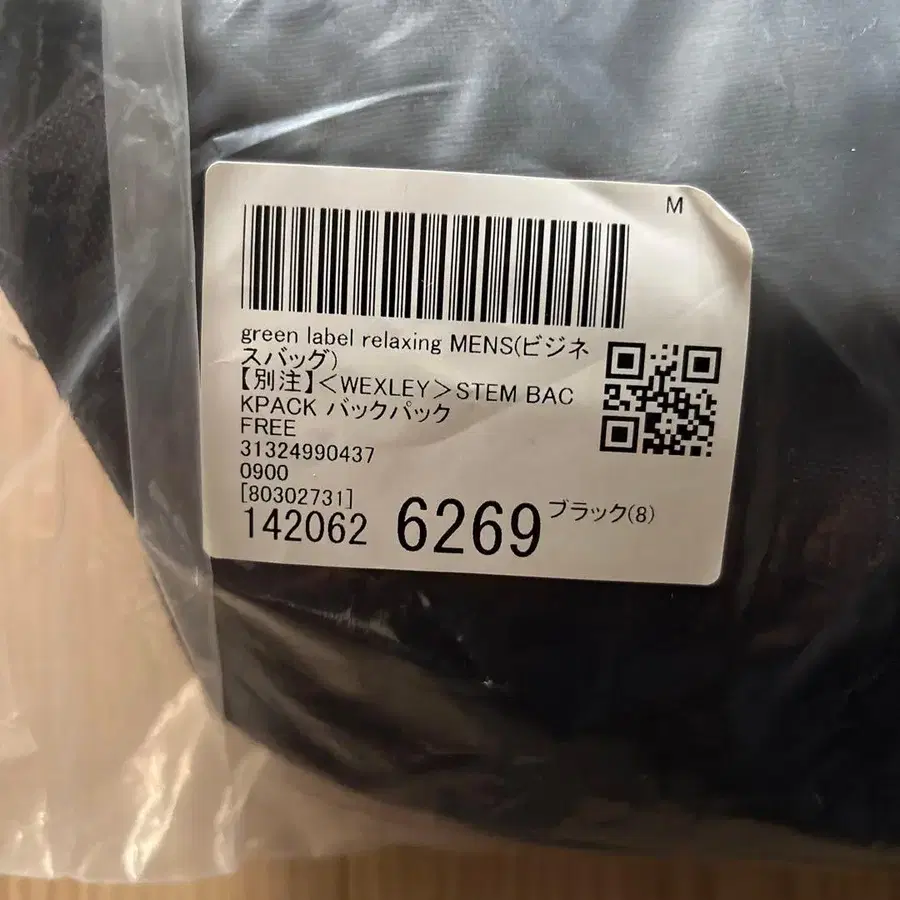 M
green label relaxing MENS(ビジネ
スバッグ)
【別注】<WEXLEY>STEM BAC
KPACK バックパック
FREE
31324990437
0900
[80302731]
142062 6269 ブラック(8)